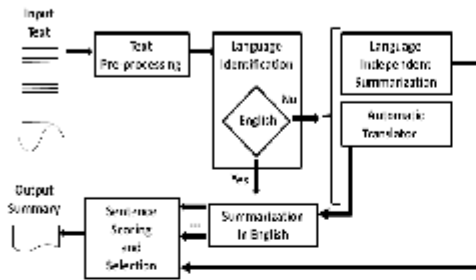 Input
Text
Text
Pre-processing
Language
Identification
English
No
Yes
Language
Independent
Summarization
Automatic
Translator
Output
Summary
Sentence
Scoring
and
Selection
...
Summarization
in English